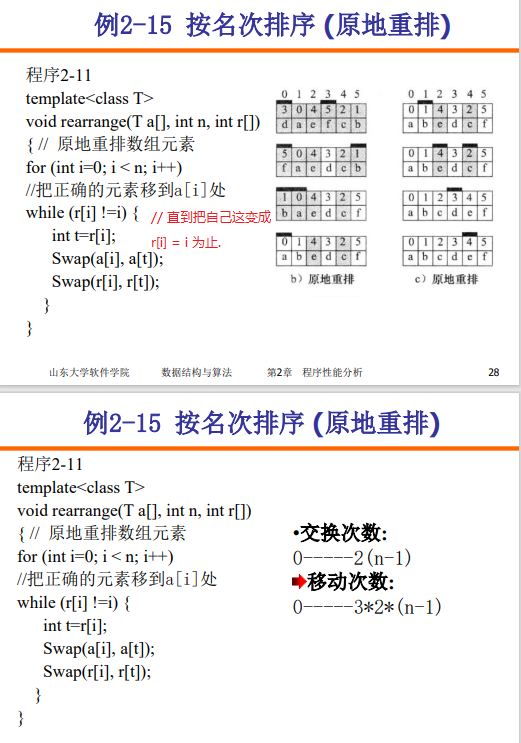 例2-15 按名次排序 (原地重排)
程序2-11
template<class T>
void rearrange(T a[], int n, int r[])
{ // 原地重排数组元素
for (int i=0; i < n; i++)
//把正确的元素移到a[i]处
while (r[i] !=i) { // 直到把自己这变成
int t=r[i]; r[i] = i 为止.
Swap(a[i], a[t]);
Swap(r[i], r[t]);
}
}
0 1 2 3 4 5
3 0 4 5 2 1
d a e f c b
5 0 4 3 2 1
f a e d c b
1 0 4 3 2 5
b a e d c f
0 1 4 3 2 5
a b e d c f
b) 原地重排
0 1 2 3 4 5
0 1 4 3 2 5
a b e d c f
0 1 4 3 2 5
a b e d c f
0 1 2 3 4 5
a b c d e f
0 1 2 3 4 5
a b c d e f
c) 原地重排
山东大学软件学院 数据结构与算法 第2章 程序性能分析 28
例2-15 按名次排序 (原地重排)
程序2-11
template<class T>
void rearrange(T a[], int n, int r[])
{ // 原地重排数组元素
for (int i=0; i < n; i++)
//把正确的元素移到a[i]处
while (r[i] !=i) {
int t=r[i];
Swap(a[i], a[t]);
Swap(r[i], r[t]);
}
}
•交换次数:
0-----2(n-1)
移动次数:
0-----3*2*(n-1)